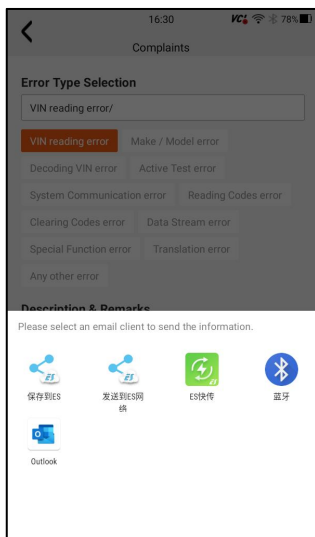 16:30
VCI
78%
Complaints
Error Type Selection
VIN reading error/
VIN reading error
Make / Model error
Decoding VIN error
Active Test error
System Communication error
Reading Codes error
Clearing Codes error
Data Stream error
Special Function error
Translation error
Any other error
Description & Remarks
Please select an email client to send the information.
保存到ES
发送到ES网
络
ES快传
蓝牙
Outlook